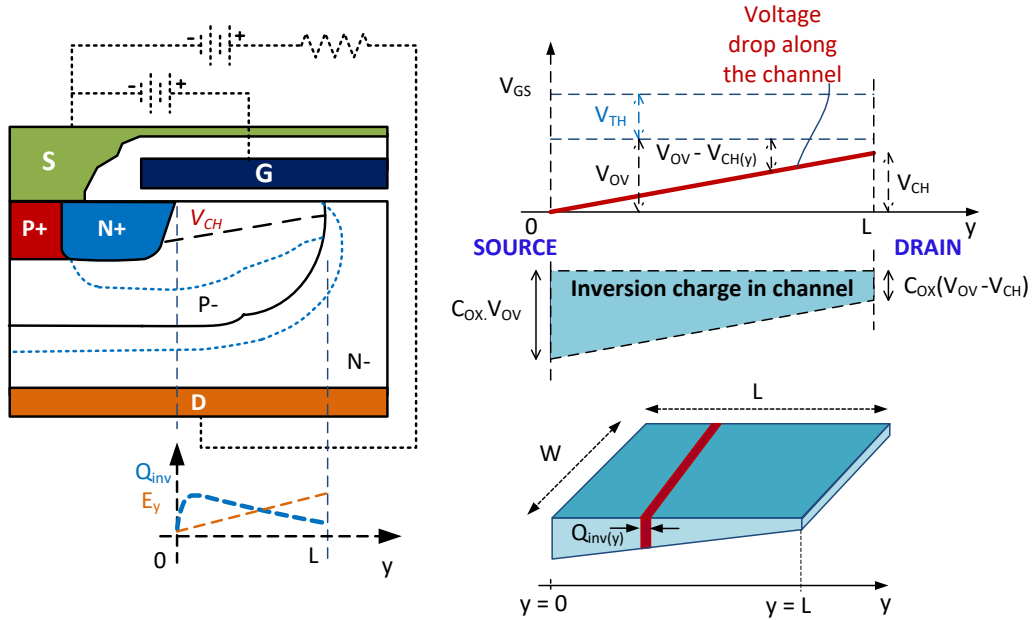 - +
- +
S
G
P+
N+
V_CH
P-
N-
D
Q_inv
E_y
0
L
y
Voltage
drop along
the channel
V_GS
V_TH
V_OV
V_OV - V_CH(y)
V_CH
0
L
y
SOURCE
DRAIN
Inversion charge in channel
C_OX.V_OV
C_OX(V_OV -V_CH)
L
W
Q_inv(y)
y = 0
y = L
y